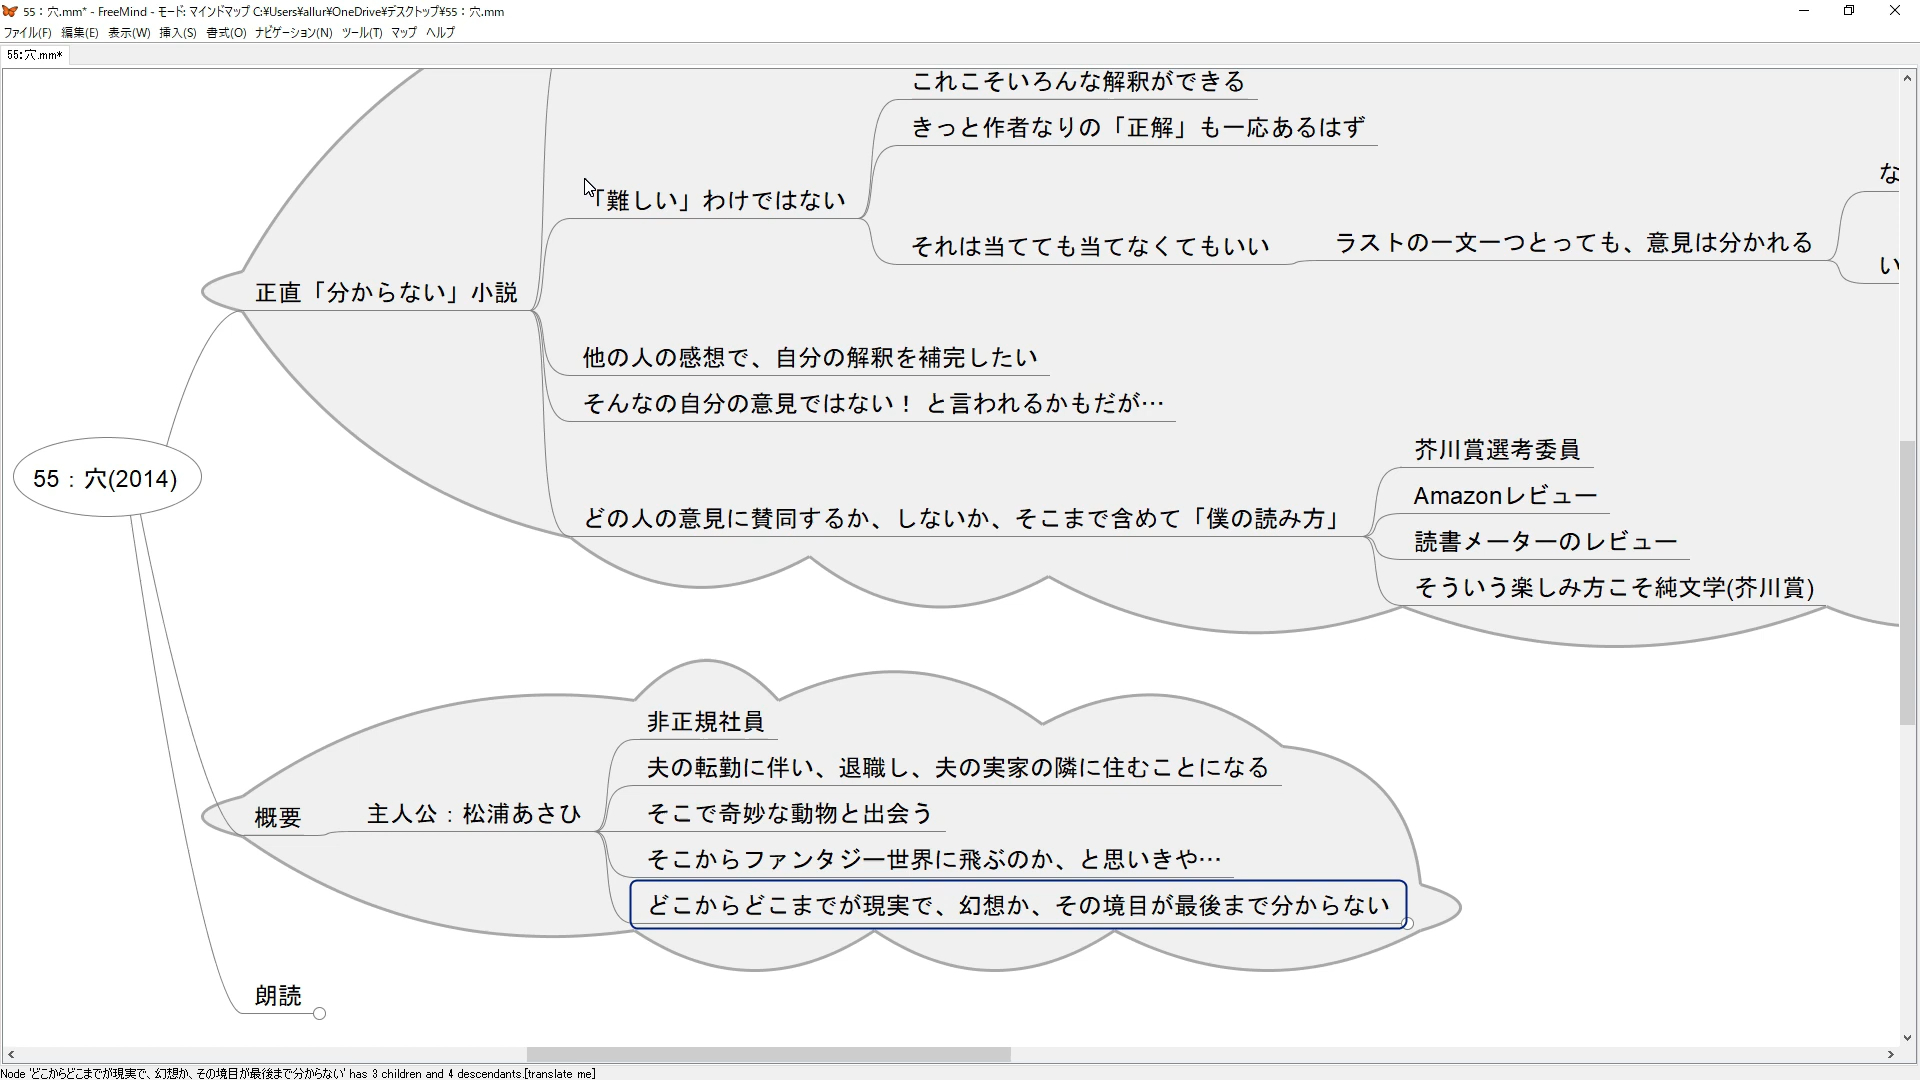 55：穴.mm* - FreeMind - モード: マインドマップ C:¥Users¥allur¥OneDrive¥デスクトップ¥55：穴.mm
ファイル(F) 編集(E) 表示(W) 挿入(S) 書式(O) ナビゲーション(N) ツール(T) マップ ヘルプ
55:穴.mm*
これこそいろんな解釈ができる
きっと作者なりの「正解」も一応あるはず
な
「難しい」わけではない
それは当てても当てなくてもいい
ラストの一文一つとっても、意見は分かれる
い
正直「分からない」小説
他の人の感想で、自分の解釈を補完したい
そんなの自分の意見ではない！ と言われるかもだが…
芥川賞選考委員
55：穴(2014)
Amazonレビュー
どの人の意見に賛同するか、しないか、そこまで含めて「僕の読み方」
読書メーターのレビュー
そういう楽しみ方こそ純文学(芥川賞)
非正規社員
夫の転勤に伴い、退職し、夫の実家の隣に住むことになる
概要
主人公：松浦あさひ
そこで奇妙な動物と出会う
そこからファンタジー世界に飛ぶのか、と思いきや…
どこからどこまでが現実で、幻想か、その境目が最後まで分からない
朗読
Node 'どこからどこまでが現実で、幻想か、その境目が最後まで分からない' has 3 children and 4 descendants.[translate me]